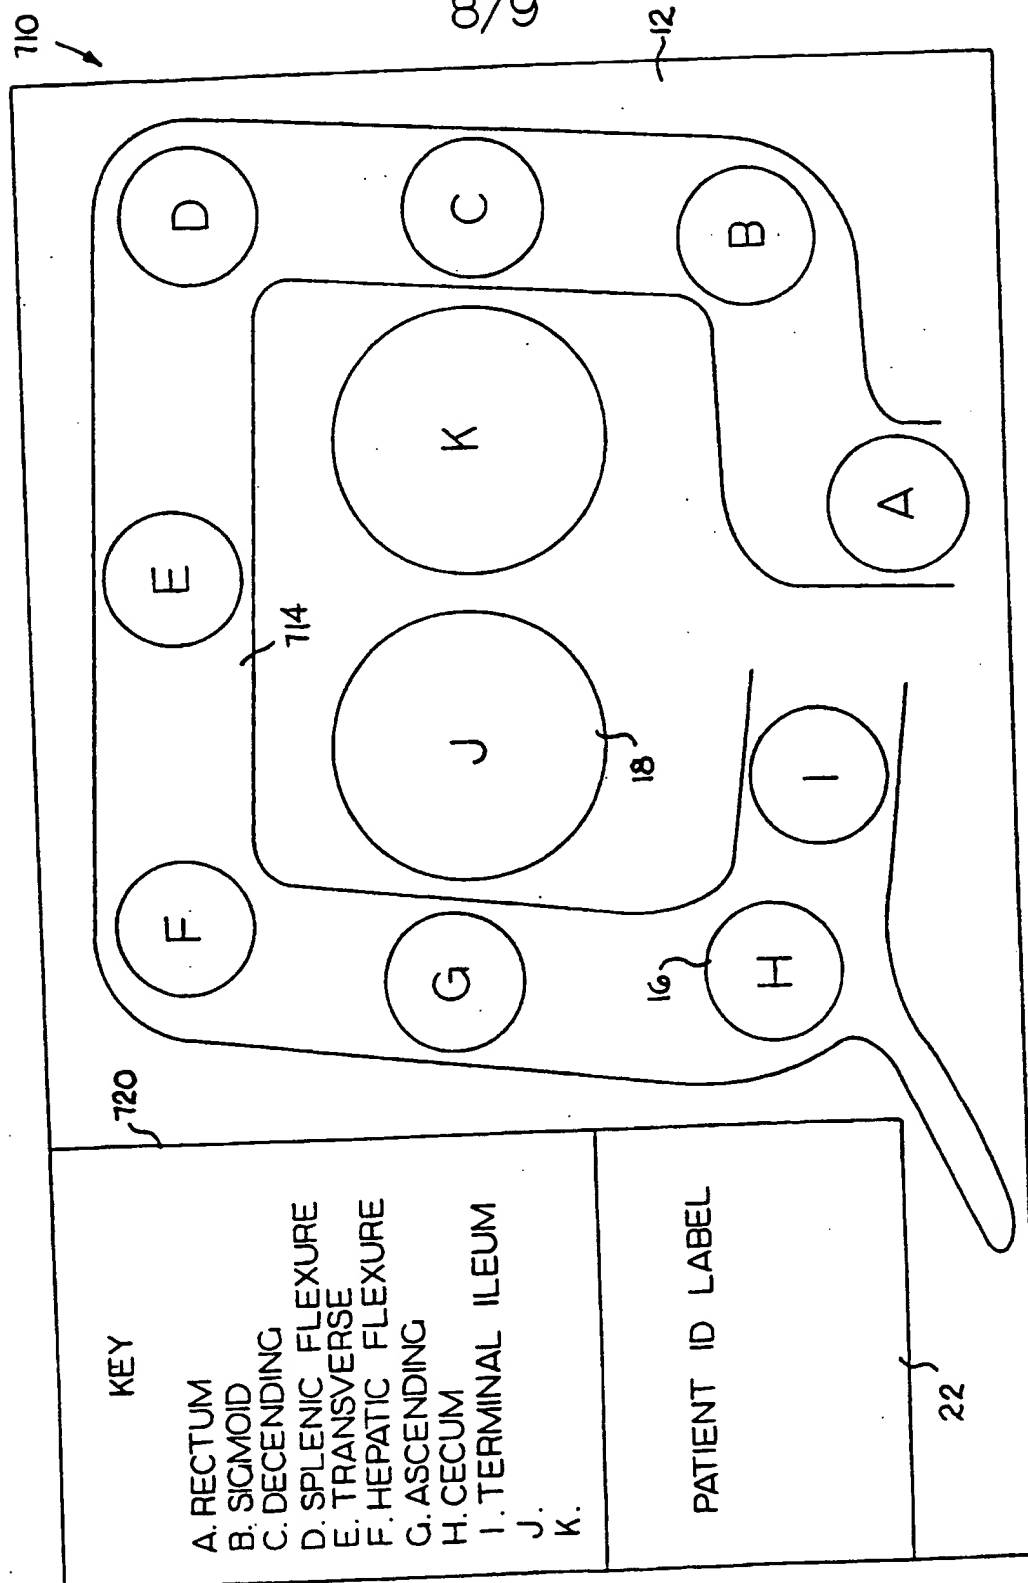 8/9
710
12
KEY
720
A. RECTUM
B. SIGMOID
C. DECENDING
D. SPLENIC FLEXURE
E. TRANSVERSE
F. HEPATIC FLEXURE
G. ASCENDING
H. CECUM
I. TERMINAL ILEUM
J.
K.
PATIENT ID LABEL
22
F
E
D
714
G
J
K
C
18
16
H
I
A
B